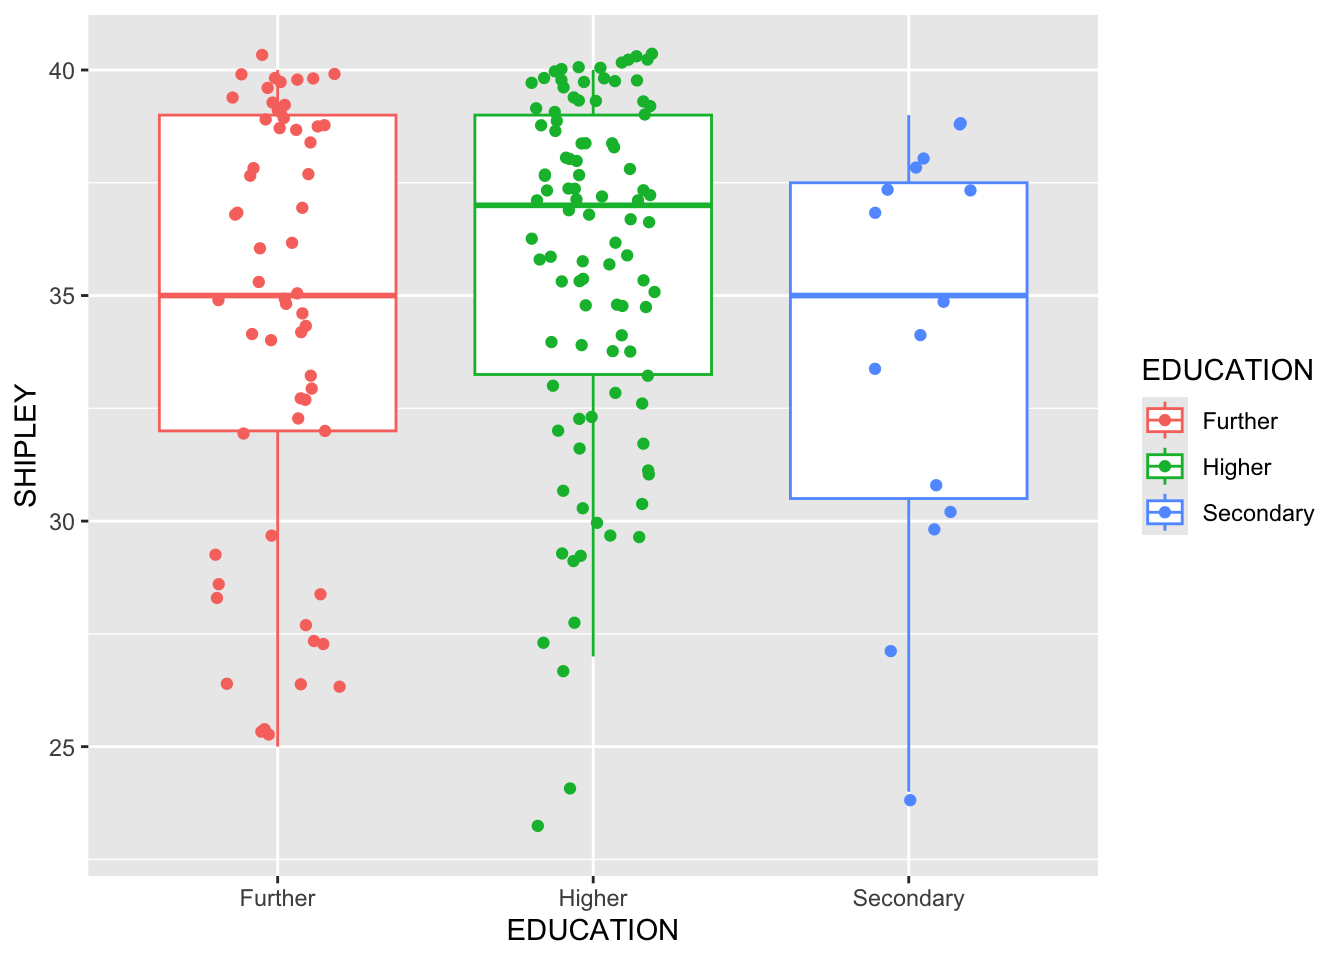 SHIPLEY
40
35
30
25
Further
Higher
Secondary
EDUCATION
EDUCATION
Further
Higher
Secondary